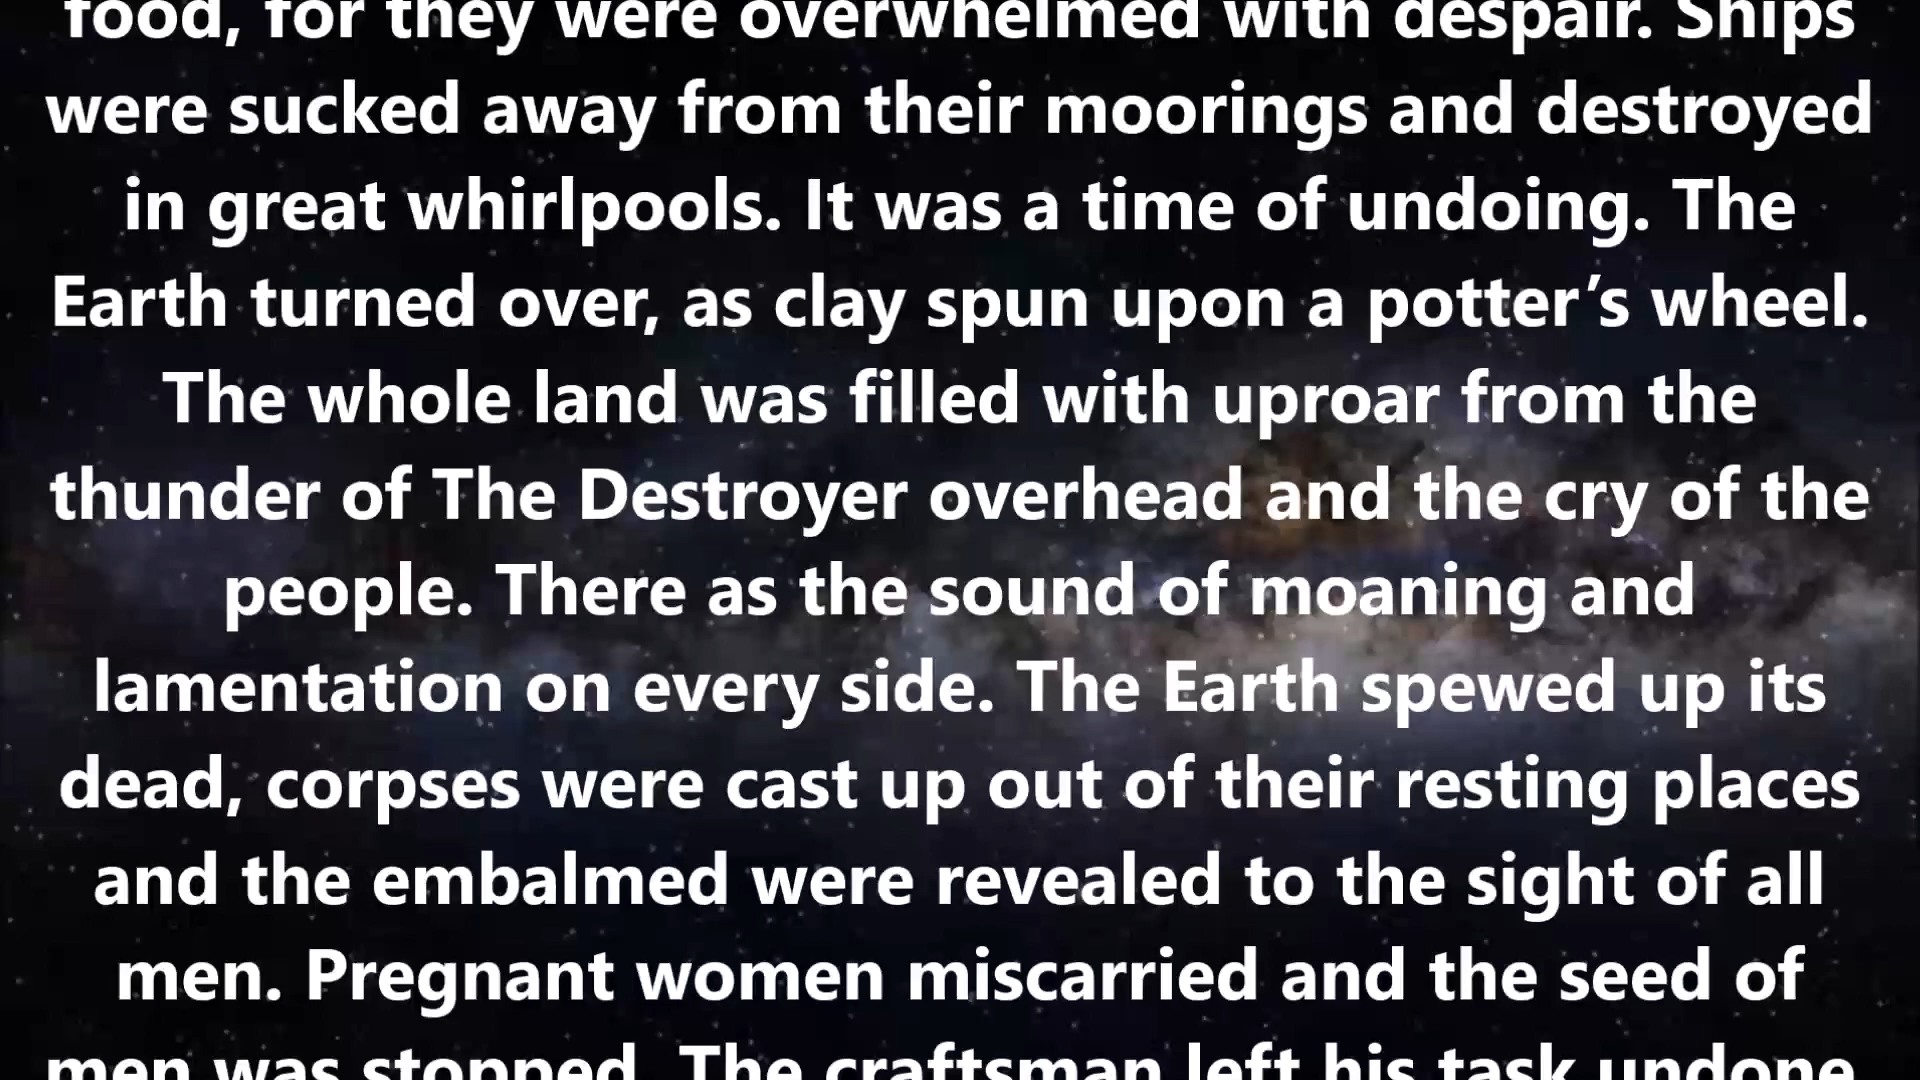 food, for they were overwhelmed with despair. Ships
were sucked away from their moorings and destroyed
in great whirlpools. It was a time of undoing. The
Earth turned over, as clay spun upon a potter’s wheel.
The whole land was filled with uproar from the
thunder of The Destroyer overhead and the cry of the
people. There as the sound of moaning and
lamentation on every side. The Earth spewed up its
dead, corpses were cast up out of their resting places
and the embalmed were revealed to the sight of all
men. Pregnant women miscarried and the seed of
men was stopped. The craftsman left his task undone,